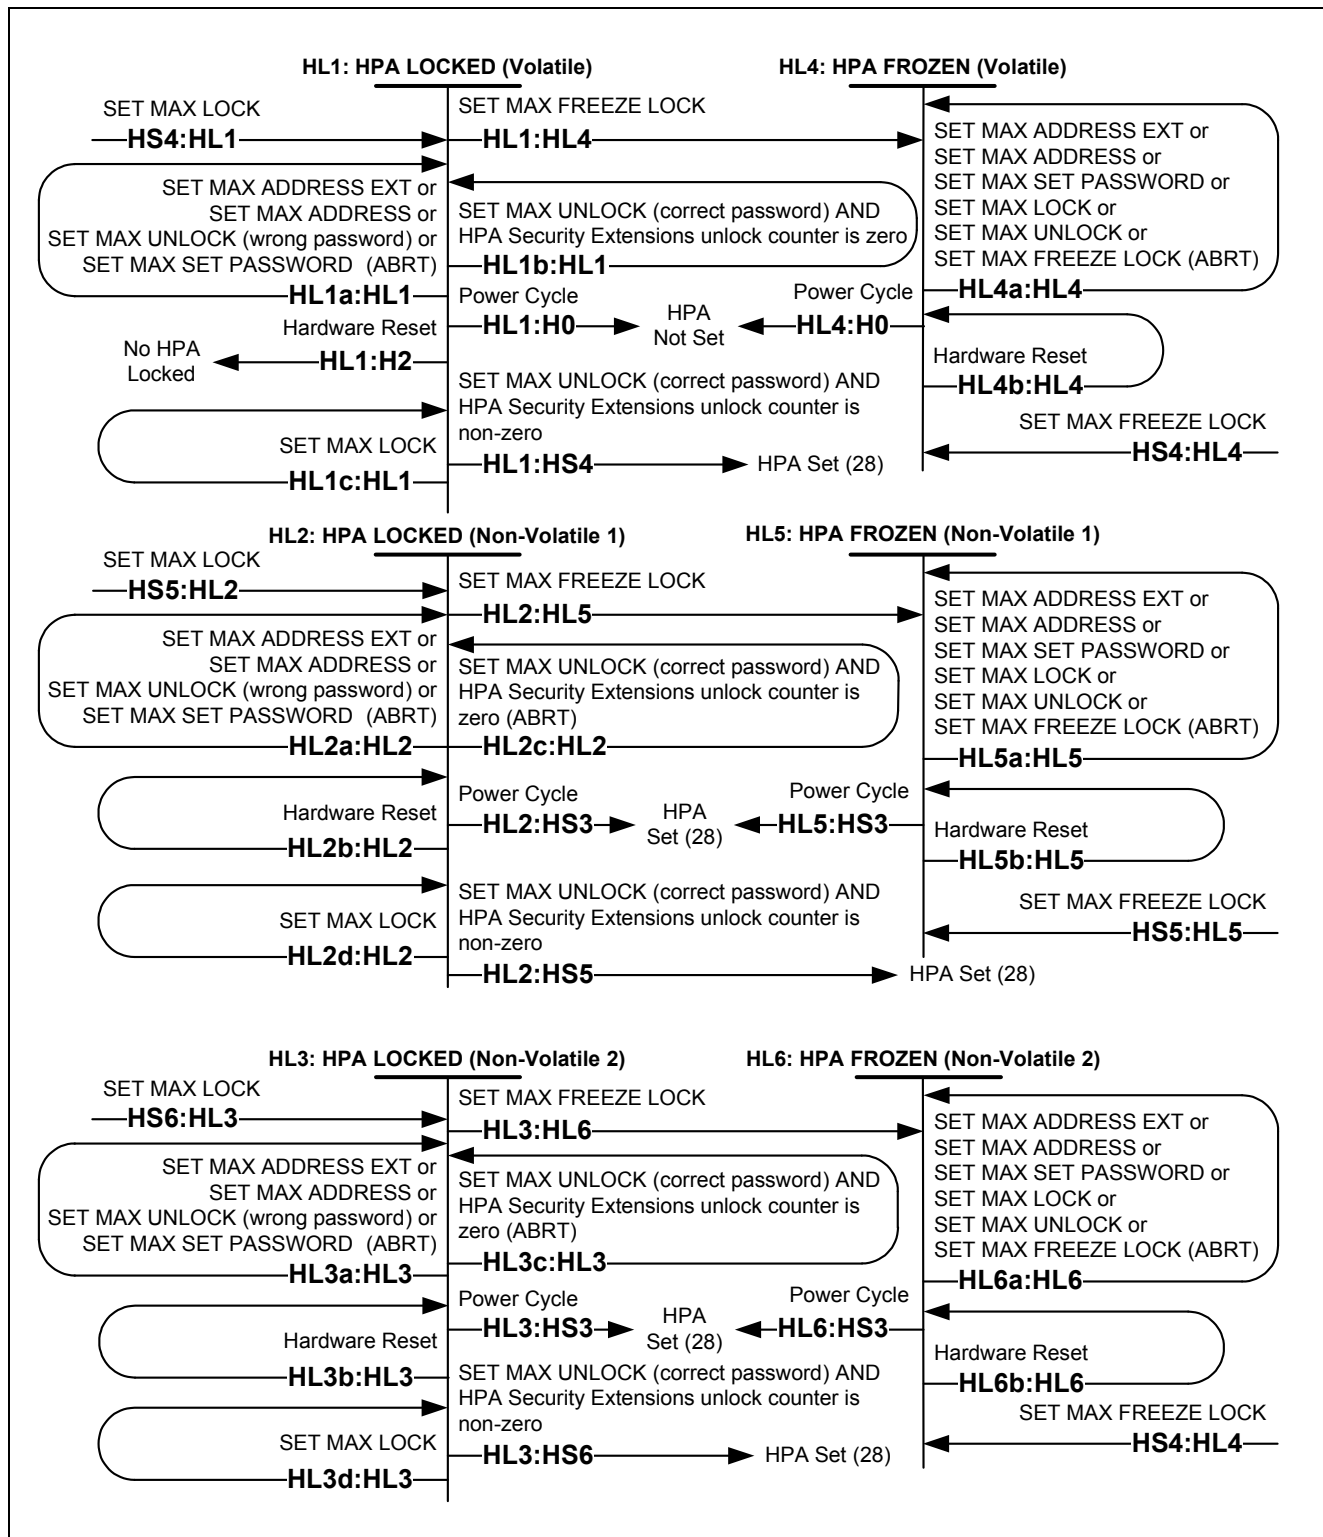 HL1: HPA LOCKED (Volatile)
HL4: HPA FROZEN (Volatile)
SET MAX LOCK
HS4:HL1
SET MAX FREEZE LOCK
HL1:HL4
SET MAX ADDRESS EXT or
SET MAX ADDRESS or
SET MAX UNLOCK (wrong password) or
SET MAX SET PASSWORD (ABRT)
HL1a:HL1
SET MAX UNLOCK (correct password) AND
HPA Security Extensions unlock counter is zero
HL1b:HL1
SET MAX ADDRESS EXT or
SET MAX ADDRESS or
SET MAX SET PASSWORD or
SET MAX LOCK or
SET MAX UNLOCK or
SET MAX FREEZE LOCK (ABRT)
HL4a:HL4
Power Cycle
HL1:H0
HPA
Not Set
Power Cycle
HL4:H0
Hardware Reset
HL1:H2
No HPA
Locked
Hardware Reset
HL4b:HL4
SET MAX UNLOCK (correct password) AND
HPA Security Extensions unlock counter is
non-zero
HL1:HS4
HPA Set (28)
SET MAX LOCK
HL1c:HL1
SET MAX FREEZE LOCK
HS4:HL4
HL2: HPA LOCKED (Non-Volatile 1)
HL5: HPA FROZEN (Non-Volatile 1)
SET MAX LOCK
HS5:HL2
SET MAX FREEZE LOCK
HL2:HL5
SET MAX ADDRESS EXT or
SET MAX ADDRESS or
SET MAX UNLOCK (wrong password) or
SET MAX SET PASSWORD (ABRT)
HL2a:HL2
SET MAX UNLOCK (correct password) AND
HPA Security Extensions unlock counter is
zero (ABRT)
HL2c:HL2
SET MAX ADDRESS EXT or
SET MAX ADDRESS or
SET MAX SET PASSWORD or
SET MAX LOCK or
SET MAX UNLOCK or
SET MAX FREEZE LOCK (ABRT)
HL5a:HL5
Hardware Reset
HL2b:HL2
Power Cycle
HL2:HS3
HPA
Set (28)
Power Cycle
HL5:HS3
Hardware Reset
HL5b:HL5
SET MAX LOCK
HL2d:HL2
SET MAX UNLOCK (correct password) AND
HPA Security Extensions unlock counter is
non-zero
HL2:HS5
HPA Set (28)
SET MAX FREEZE LOCK
HS5:HL5
HL3: HPA LOCKED (Non-Volatile 2)
HL6: HPA FROZEN (Non-Volatile 2)
SET MAX LOCK
HS6:HL3
SET MAX FREEZE LOCK
HL3:HL6
SET MAX ADDRESS EXT or
SET MAX ADDRESS or
SET MAX UNLOCK (wrong password) or
SET MAX SET PASSWORD (ABRT)
HL3a:HL3
SET MAX UNLOCK (correct password) AND
HPA Security Extensions unlock counter is
zero (ABRT)
HL3c:HL3
SET MAX ADDRESS EXT or
SET MAX ADDRESS or
SET MAX SET PASSWORD or
SET MAX LOCK or
SET MAX UNLOCK or
SET MAX FREEZE LOCK (ABRT)
HL6a:HL6
Hardware Reset
HL3b:HL3
Power Cycle
HL3:HS3
HPA
Set (28)
Power Cycle
HL6:HS3
Hardware Reset
HL6b:HL6
SET MAX UNLOCK (correct password) AND
HPA Security Extensions unlock counter is
non-zero
HL3:HS6
HPA Set (28)
SET MAX LOCK
HL3d:HL3
SET MAX FREEZE LOCK
HS4:HL4